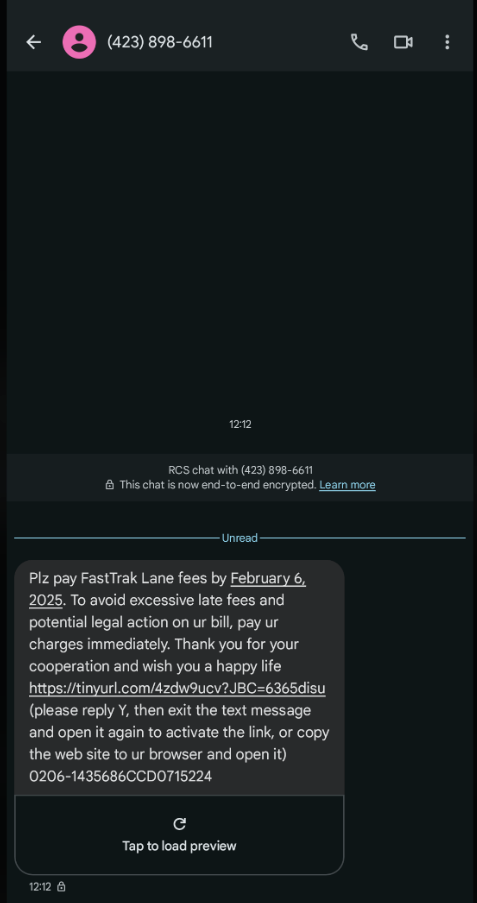 (423) 898-6611
12:12
RCS chat with (423) 898-6611
This chat is now end-to-end encrypted. Learn more
Unread
Plz pay FastTrak Lane fees by February 6,
2025. To avoid excessive late fees and
potential legal action on ur bill, pay ur
charges immediately. Thank you for your
cooperation and wish you a happy life
https://tinyurl.com/4zdw9ucv?JBC=6365disu
(please reply Y, then exit the text message
and open it again to activate the link, or copy
the web site to ur browser and open it)
0206-1435686CCD0715224
Tap to load preview
12:12